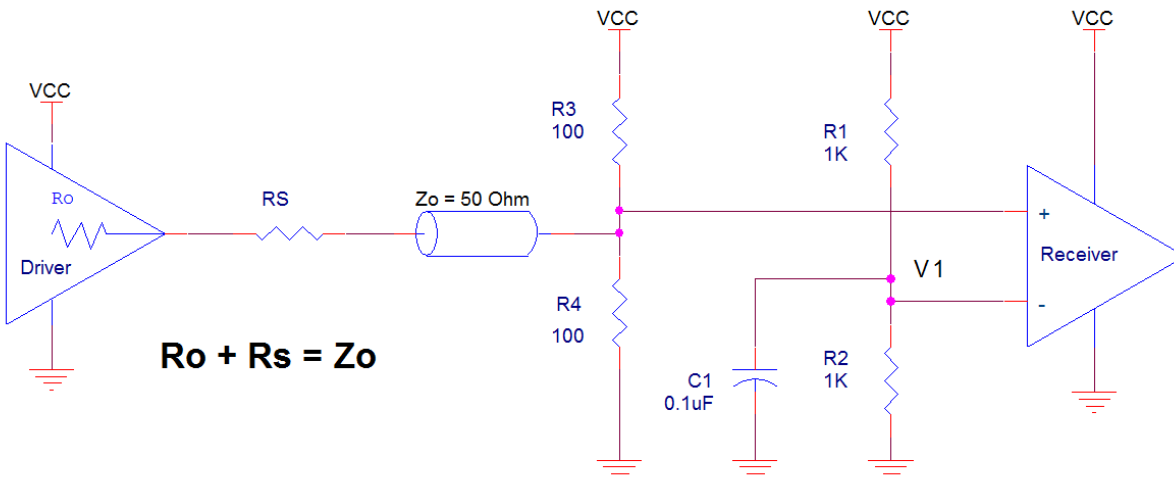 VCC
VCC
VCC
VCC
R3
100
R1
1K
Ro
RS
Zo = 50 Ohm
+
Driver
Receiver
V1
-
R4
100
Ro + Rs = Zo
R2
1K
C1
0.1uF